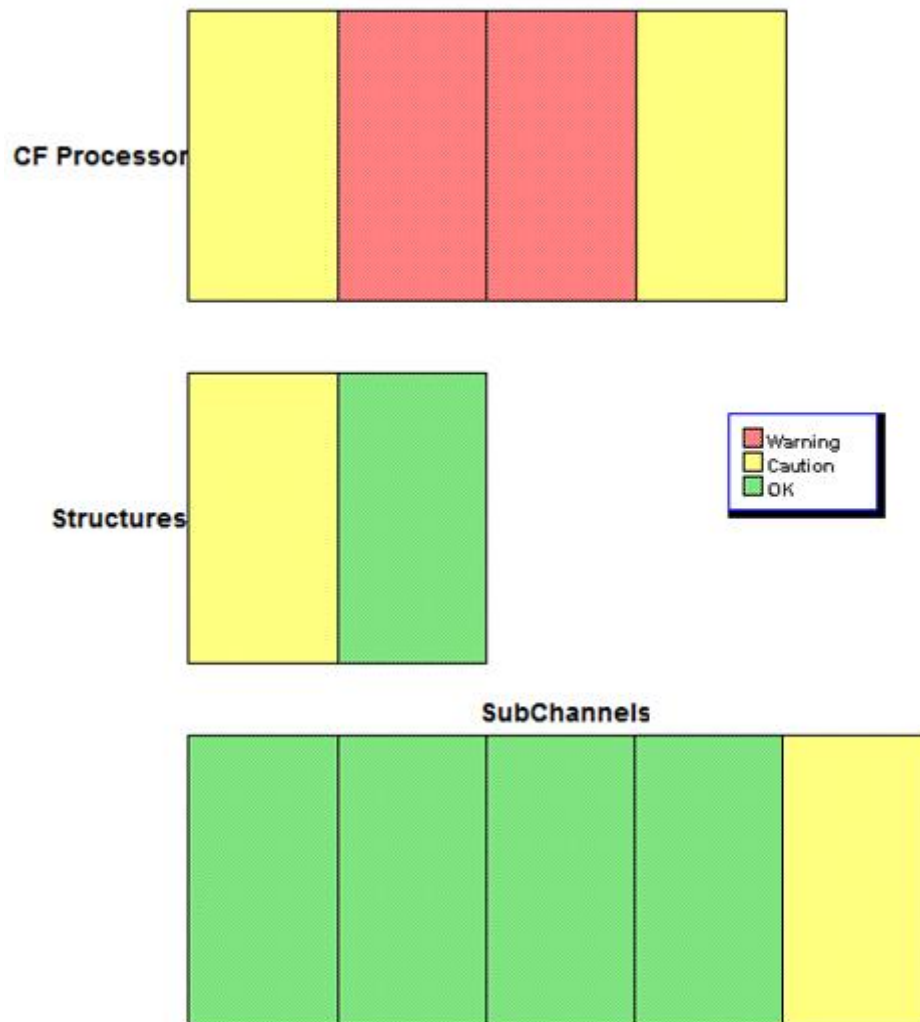 CF Processor
Structures
Warning
Caution
OK
SubChannels